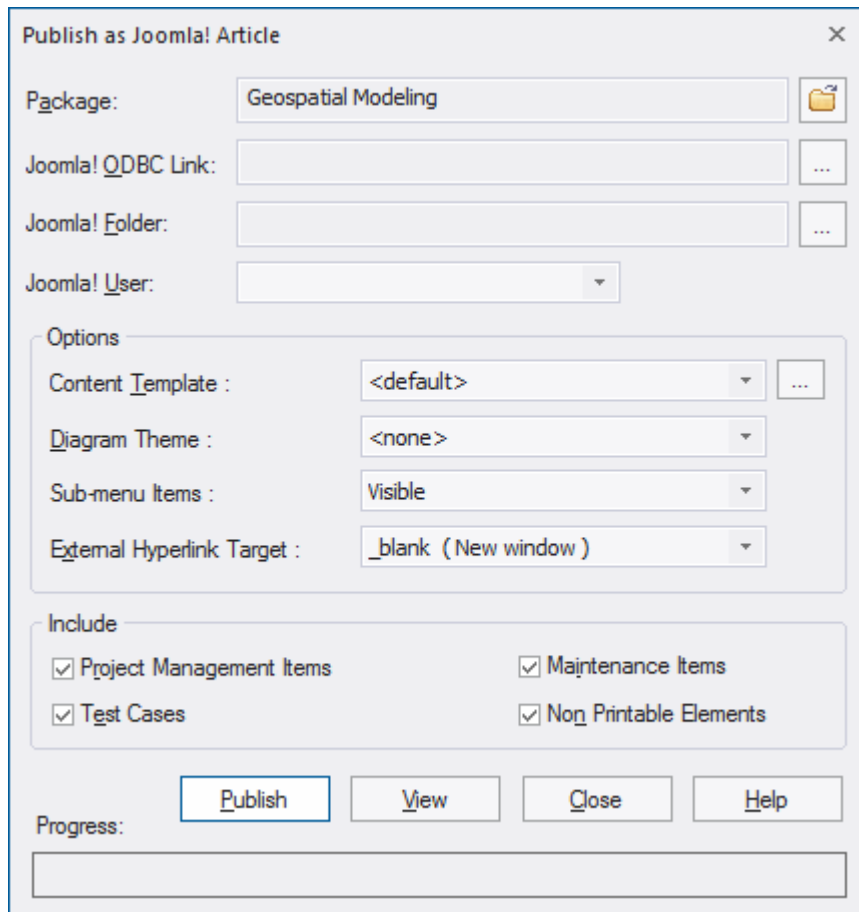 Publish as Joomla! Article
Package: Geospatial Modeling
Joomla! ODBC Link: ...
Joomla! Folder: ...
Joomla! User:
Options
Content Template : <default> ...
Diagram Theme : <none>
Sub-menu Items : Visible
External Hyperlink Target : _blank ( New window )
Include
Project Management Items Maintenance Items
Test Cases Non Printable Elements
Publish View Close Help
Progress: